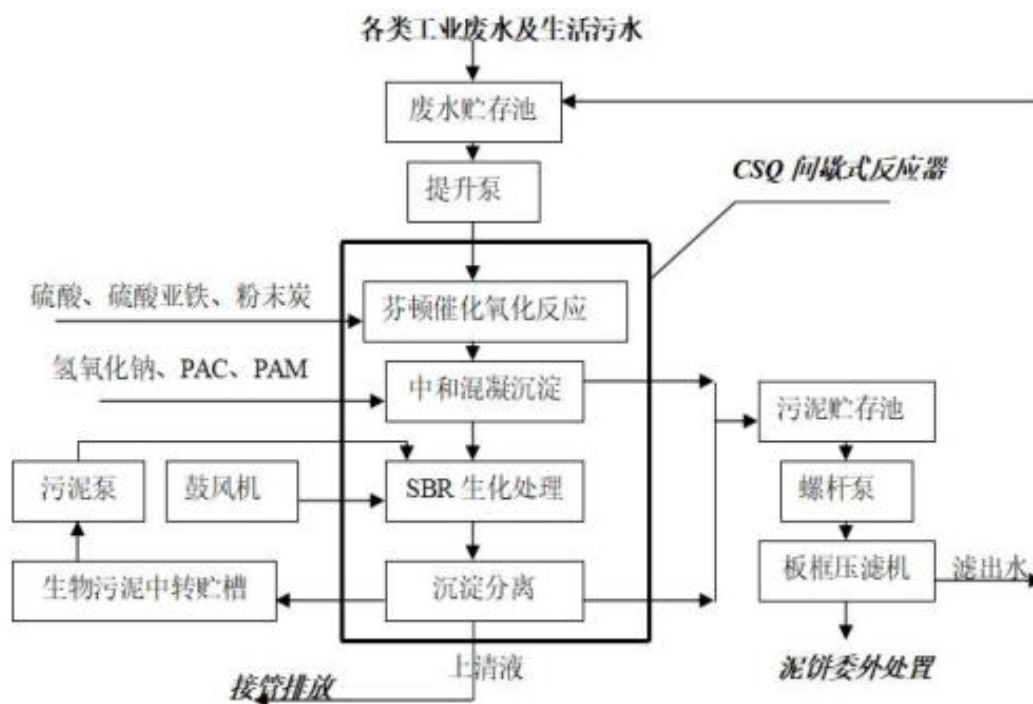 各类工业废水及生活污水
废水贮存池
提升泵
CSQ 间歇式反应器
硫酸、硫酸亚铁、粉末炭
芬顿催化氧化反应
氢氧化钠、PAC、PAM
中和混凝沉淀
污泥贮存池
污泥泵
鼓风机
SBR 生化处理
螺杆泵
生物污泥中转贮槽
沉淀分离
板框压滤机
滤出水
上清液
接管排放
泥饼委外处置